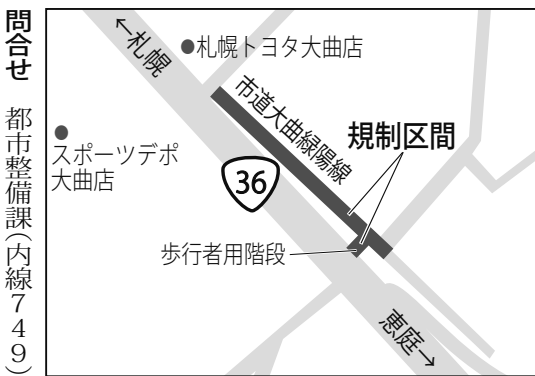 問合せ 都市整備課(内線749)
←札幌
●札幌トヨタ大曲店
市道大曲緑陽線
規制区間
●
スポーツデポ
大曲店
36
歩行者用階段
恵庭→